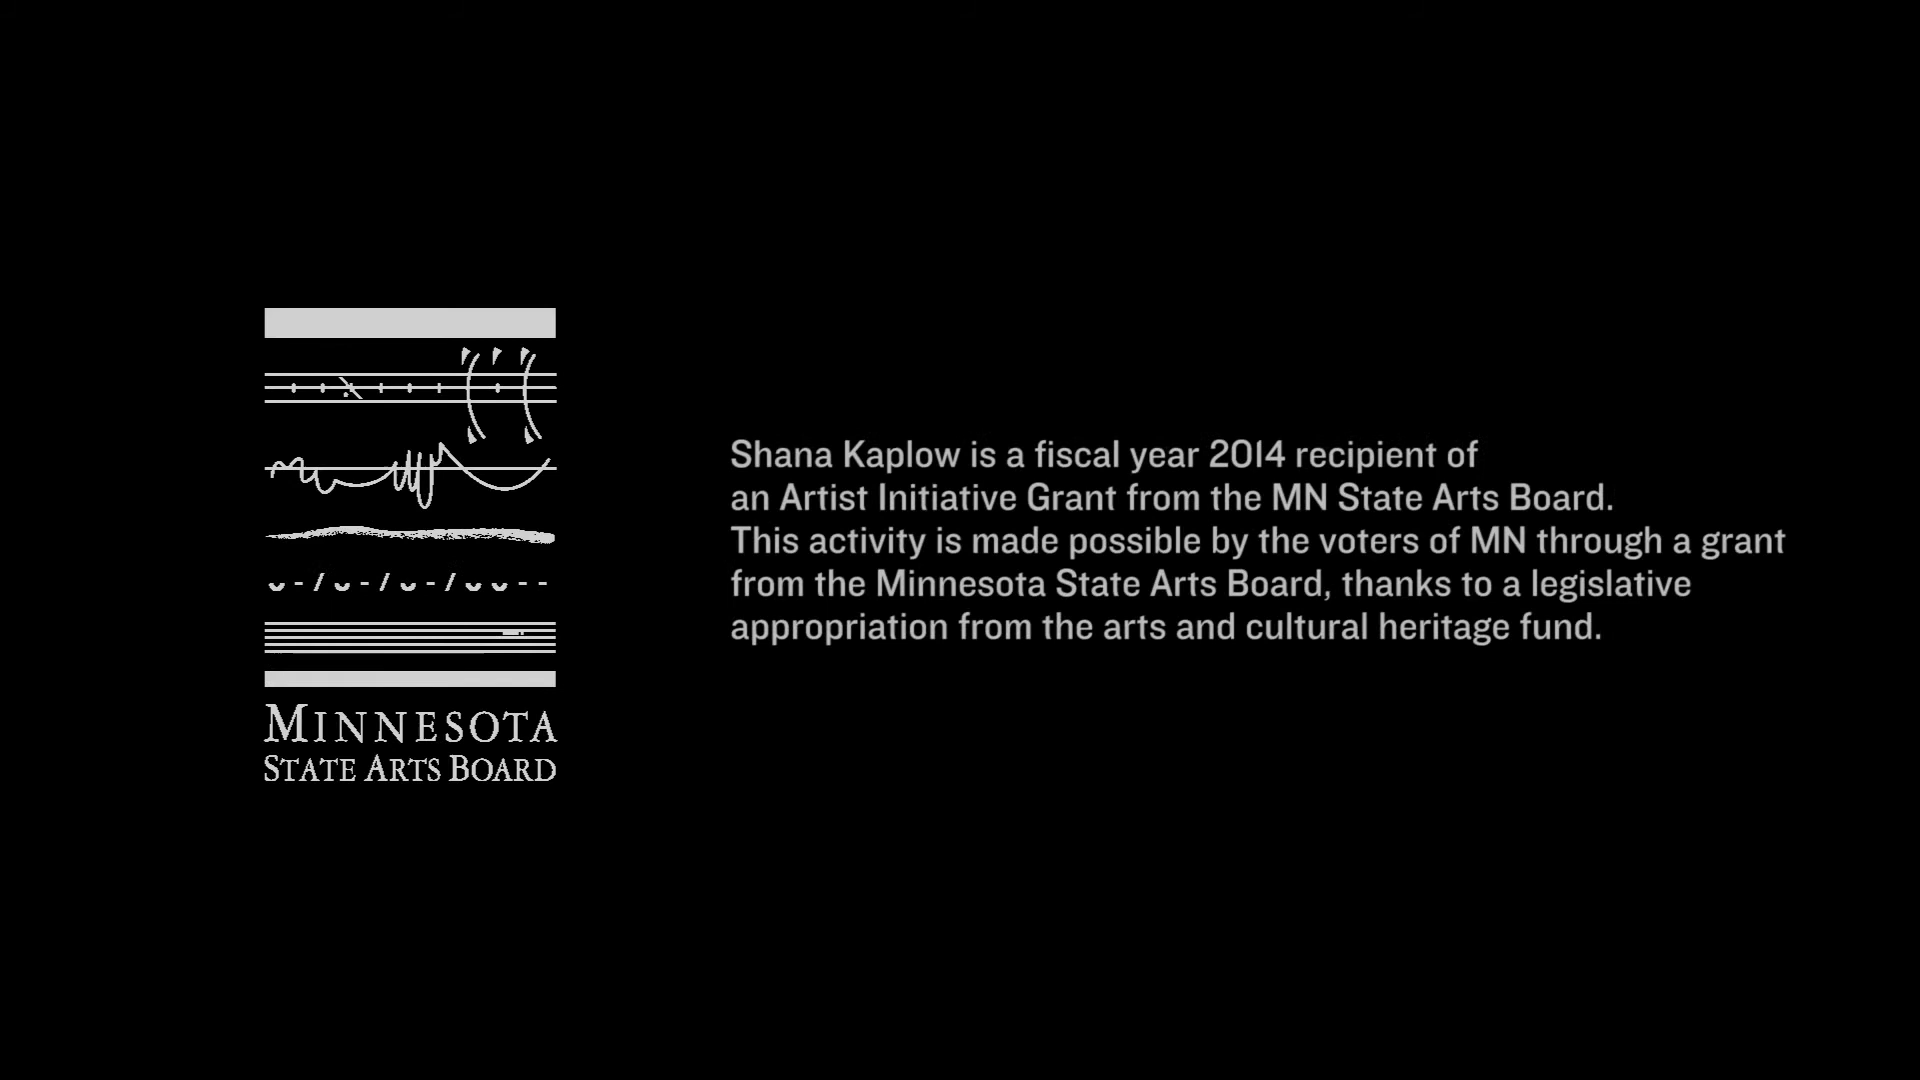 MINNESOTA
STATE ARTS BOARD
Shana Kaplow is a fiscal year 2014 recipient of
an Artist Initiative Grant from the MN State Arts Board.
This activity is made possible by the voters of MN through a grant
from the Minnesota State Arts Board, thanks to a legislative
appropriation from the arts and cultural heritage fund.